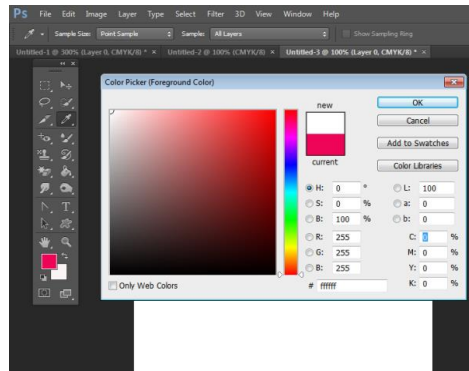 Ps File Edit Image Layer Type Select Filter 3D View Window Help
Sample Size: Point Sample Sample: All Layers Show Sampling Ring
Untitled-1 @ 300% (Layer 0, CMYK/8) * × Untitled-2 @ 100% (CMYK/8) × Untitled-3 @ 100% (Layer 0, CMYK/8) * ×
Color Picker (Foreground Color)
new
current
OK
Cancel
Add to Swatches
Color Libraries
H: 0 ° L: 100
S: 0 % a: 0
B: 100 % b: 0
R: 255 C: 0 %
G: 255 M: 0 %
B: 255 Y: 0 %
# ffffff K: 0 %
Only Web Colors